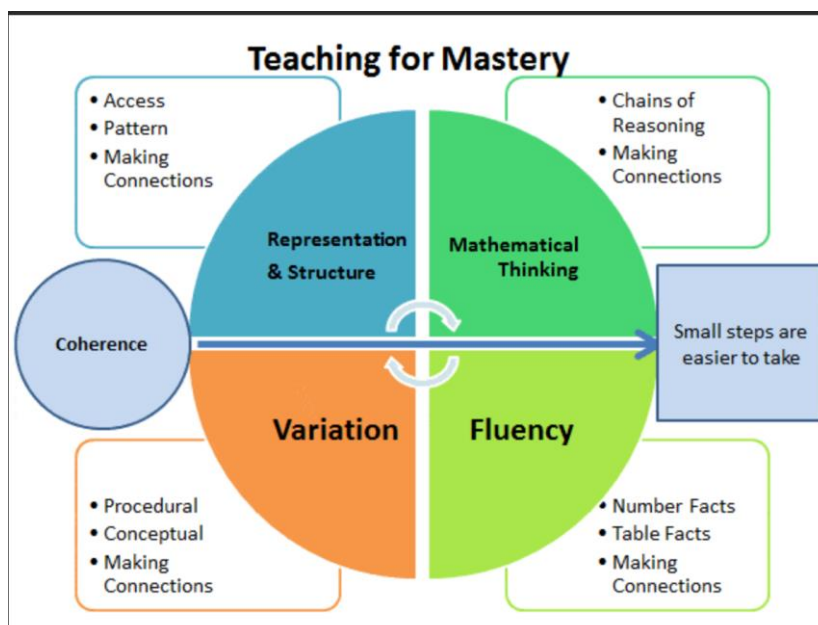 Teaching for Mastery
• Access
• Pattern
• Making
Connections
• Chains of
Reasoning
• Making
Connections
Representation
& Structure
Mathematical
Thinking
Coherence
Small steps are
easier to take
Variation
Fluency
• Procedural
• Conceptual
• Making
Connections
• Number Facts
• Table Facts
• Making
Connections